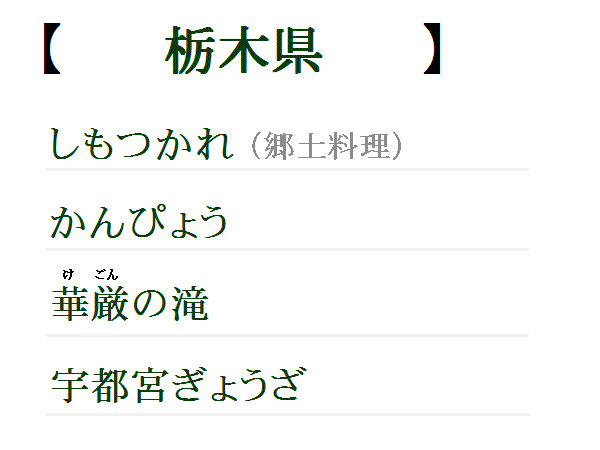 【 栃木県 】
しもつかれ（郷土料理）
かんぴょう
け ごん
華厳の滝
宇都宮ぎょうざ